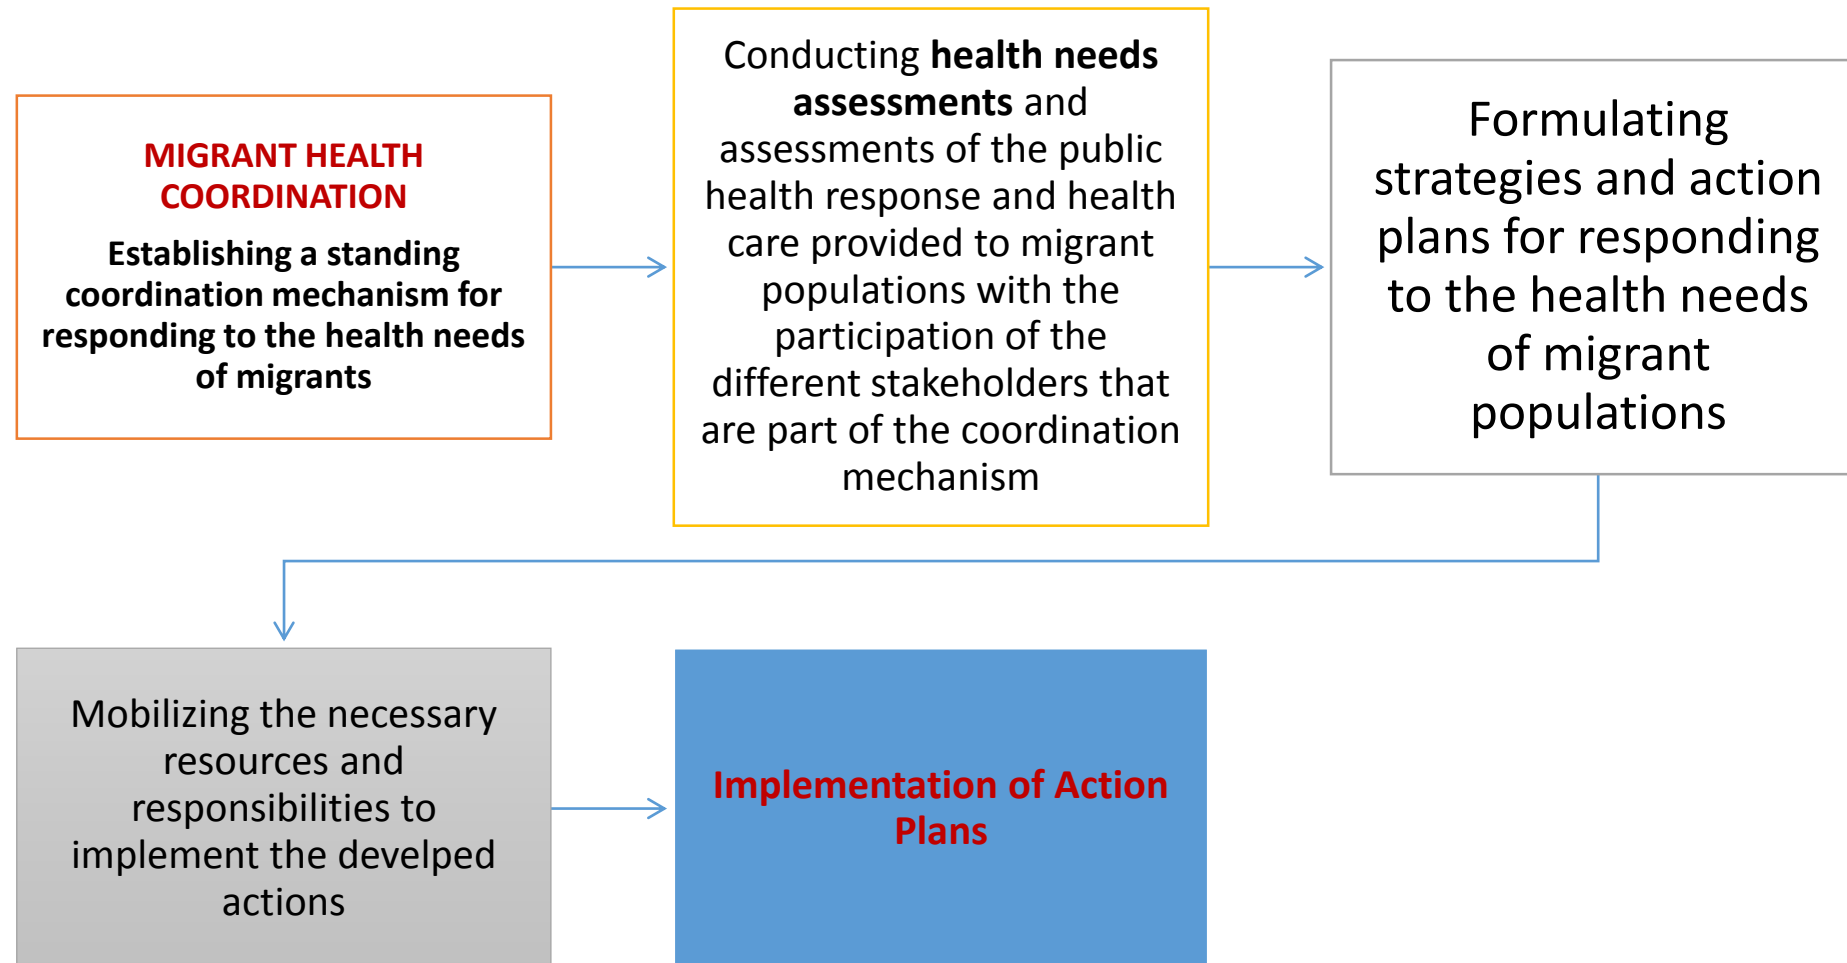 MIGRANT HEALTH
COORDINATION
Establishing a standing
coordination mechanism for
responding to the health needs
of migrants
Conducting health needs
assessments and
assessments of the public
health response and health
care provided to migrant
populations with the
participation of the
different stakeholders that
are part of the coordination
mechanism
Formulating
strategies and action
plans for responding
to the health needs
of migrant
populations
Mobilizing the necessary
resources and
responsibilities to
implement the develped
actions
Implementation of Action
Plans